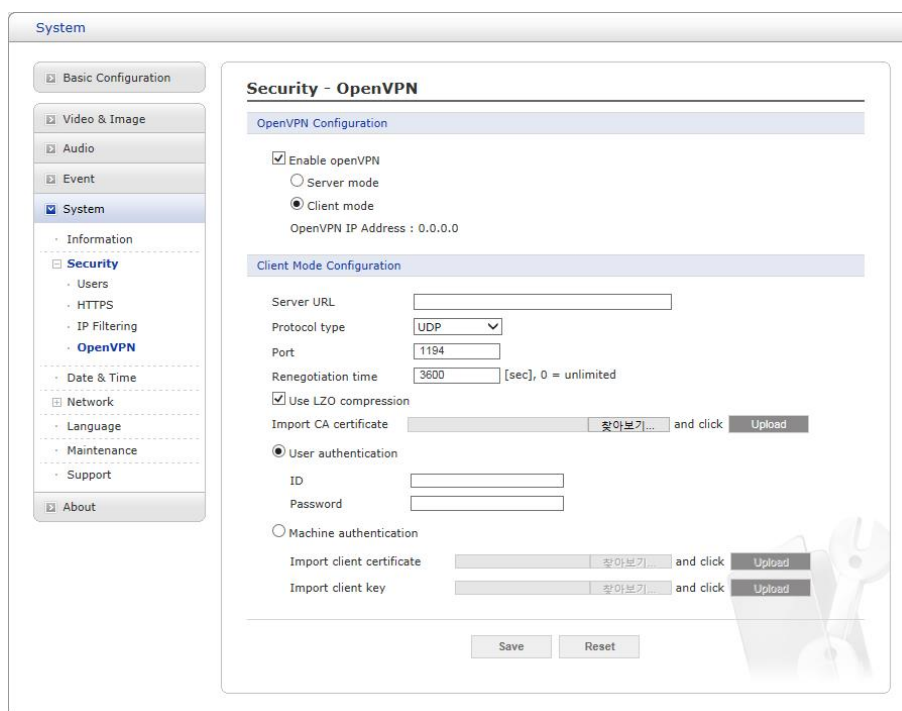 System
Basic Configuration
Video & Image
Audio
Event
System
Information
Security
Users
HTTPS
IP Filtering
OpenVPN
Date & Time
Network
Language
Maintenance
Support
About
Security - OpenVPN
OpenVPN Configuration
Enable openVPN
Server mode
Client mode
OpenVPN IP Address : 0.0.0.0
Client Mode Configuration
Server URL
Protocol type UDP
Port 1194
Renegotiation time 3600 [sec], 0 = unlimited
Use LZO compression
Import CA certificate 찾아보기... and click Upload
User authentication
ID
Password
Machine authentication
Import client certificate 찾아보기... and click Upload
Import client key 찾아보기... and click Upload
Save Reset